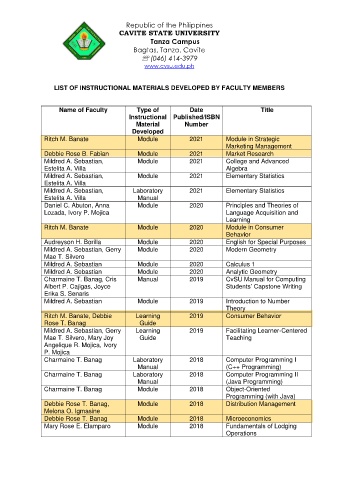 Republic of the Philippines
CAVITE STATE UNIVERSITY
Tanza Campus
Bagtas, Tanza, Cavite
☏ (046) 414-3979
www.cvsu.edu.ph
LIST OF INSTRUCTIONAL MATERIALS DEVELOPED BY FACULTY MEMBERS
Name of Faculty Type of Instructional Material Developed Date Published/ISBN Number Title
Ritch M. Banate Module 2021 Module in Strategic Marketing Management
Debbie Rose B. Fabian Module 2021 Market Research
Mildred A. Sebastian, Estelita A. Villa Module 2021 College and Advanced Algebra
Mildred A. Sebastian, Estelita A. Villa Module 2021 Elementary Statistics
Mildred A. Sebastian, Estelita A. Villa Laboratory Manual 2021 Elementary Statistics
Daniel C. Abuton, Anna Lozada, Ivory P. Mojica Module 2020 Principles and Theories of Language Acquisition and Learning
Ritch M. Banate Module 2020 Module in Consumer Behavior
Audreyson H. Borilla Module 2020 English for Special Purposes
Mildred A. Sebastian, Gerry Mae T. Silvero Module 2020 Modern Geometry
Mildred A. Sebastian Module 2020 Calculus 1
Mildred A. Sebastian Module 2020 Analytic Geometry
Charmaine T. Banag, Cris Albert P. Cajigas, Joyce Erika S. Senaris Manual 2019 CvSU Manual for Computing Students' Capstone Writing
Mildred A. Sebastian Module 2019 Introduction to Number Theory
Ritch M. Banate, Debbie Rose T. Banag Learning Guide 2019 Consumer Behavior
Mildred A. Sebastian, Gerry Mae T. Silvero, Mary Joy Angelique R. Mojica, Ivory P. Mojica Learning Guide 2019 Facilitating Learner-Centered Teaching
Charmaine T. Banag Laboratory Manual 2018 Computer Programming I (C++ Programming)
Charmaine T. Banag Laboratory Manual 2018 Computer Programming II (Java Programming)
Charmaine T. Banag Module 2018 Object-Oriented Programming (with Java)
Debbie Rose T. Banag, Melona O. Igmasine Module 2018 Distribution Management
Debbie Rose T. Banag Module 2018 Microeconomics
Mary Rose E. Elamparo Module 2018 Fundamentals of Lodging Operations